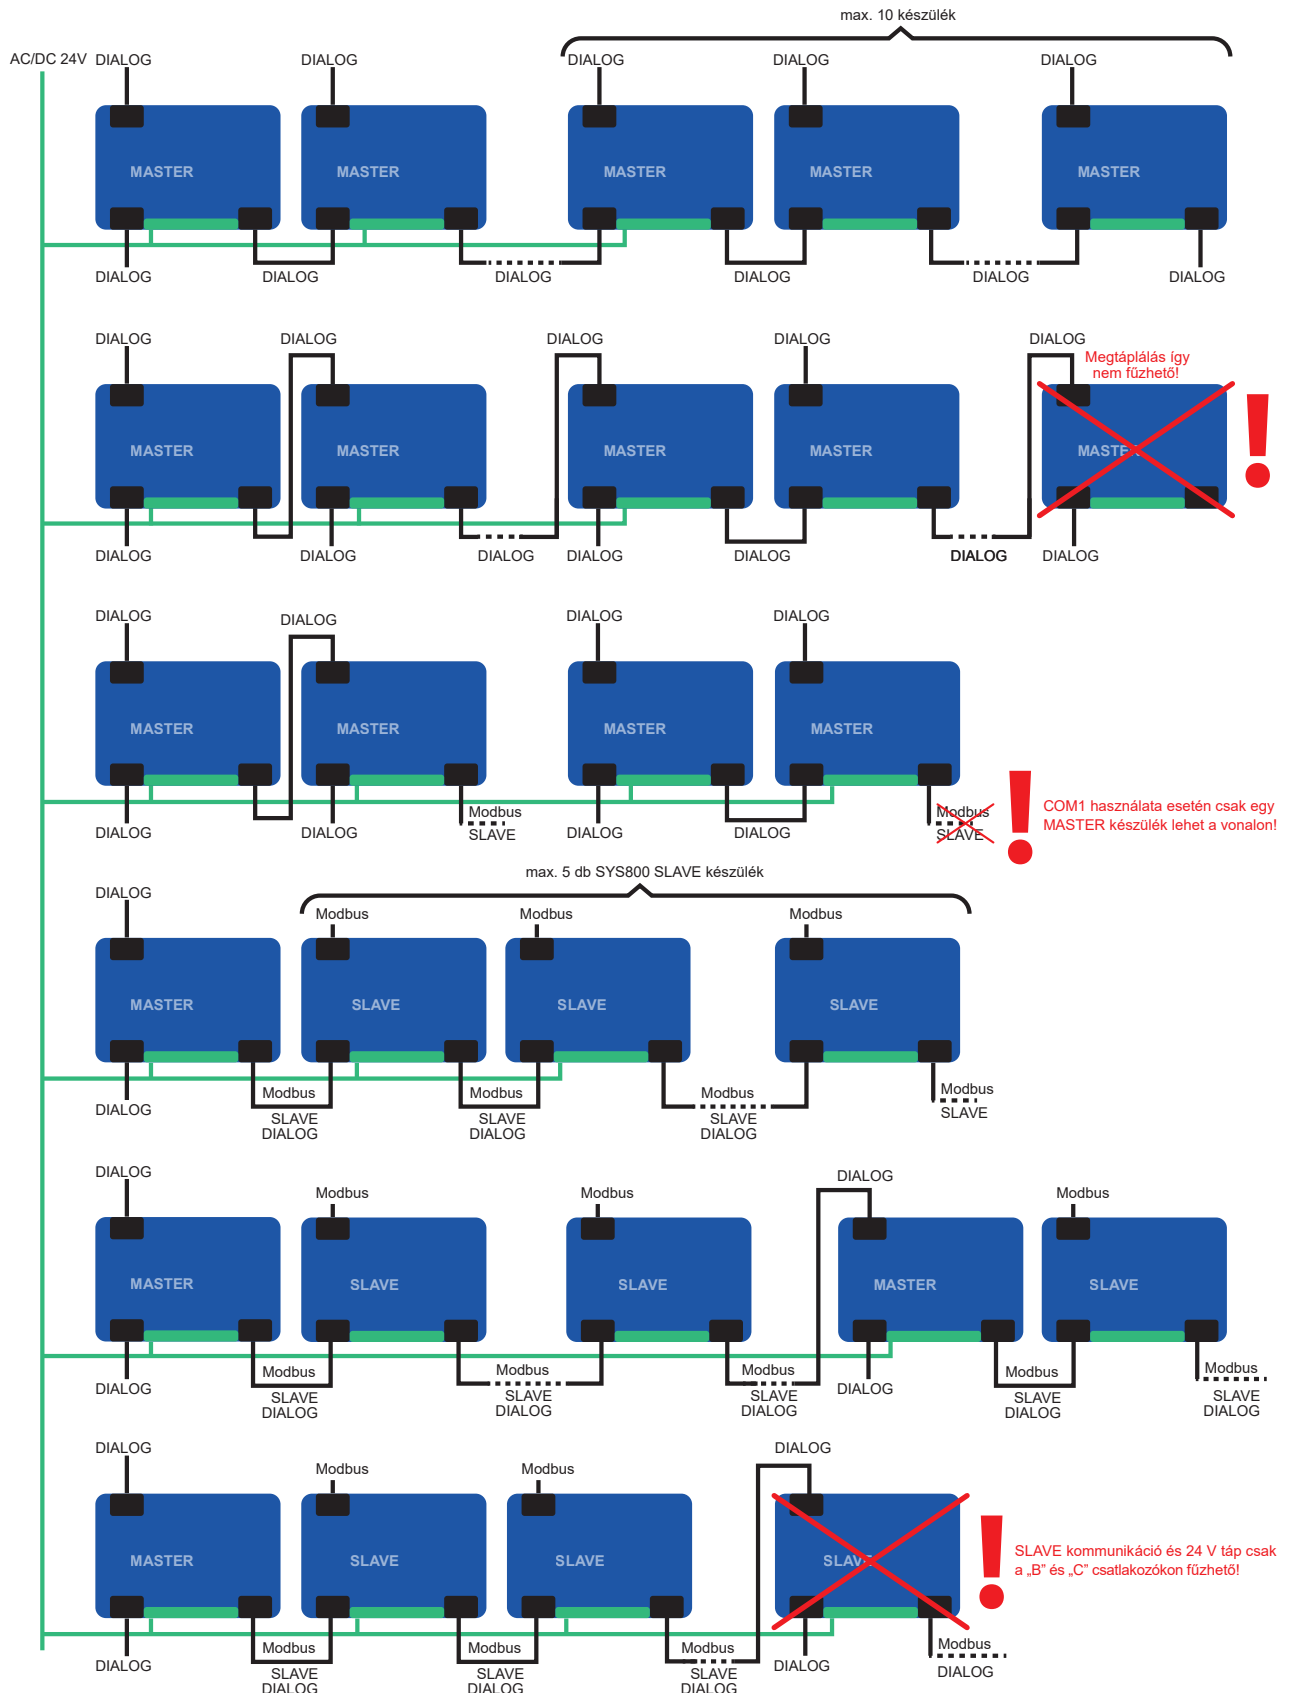 max. 10 készülék
AC/DC 24V DIALOG DIALOG DIALOG DIALOG DIALOG
MASTER MASTER MASTER MASTER MASTER
DIALOG DIALOG DIALOG DIALOG DIALOG DIALOG
DIALOG DIALOG DIALOG DIALOG DIALOG
Megtáplálás így
nem fűzhető!
MASTER MASTER MASTER MASTER MASTER
DIALOG DIALOG DIALOG DIALOG DIALOG DIALOG DIALOG
DIALOG DIALOG DIALOG DIALOG
MASTER MASTER MASTER MASTER
Modbus Modbus
DIALOG DIALOG SLAVE DIALOG DIALOG SLAVE
COM1 használata esetén csak egy
MASTER készülék lehet a vonalon!
max. 5 db SYS800 SLAVE készülék
DIALOG Modbus Modbus Modbus
MASTER SLAVE SLAVE SLAVE
Modbus Modbus Modbus Modbus
DIALOG SLAVE SLAVE SLAVE SLAVE
DIALOG DIALOG DIALOG
DIALOG Modbus Modbus DIALOG Modbus
MASTER SLAVE SLAVE MASTER SLAVE
Modbus Modbus Modbus Modbus Modbus
DIALOG SLAVE SLAVE SLAVE DIALOG SLAVE SLAVE
DIALOG DIALOG DIALOG DIALOG DIALOG
DIALOG Modbus Modbus DIALOG
MASTER SLAVE SLAVE SLAVE
SLAVE kommunikáció és 24 V táp csak
a „B” és „C” csatlakozókon fűzhető!
Modbus Modbus Modbus Modbus
DIALOG SLAVE SLAVE SLAVE DIALOG DIALOG
DIALOG DIALOG DIALOG